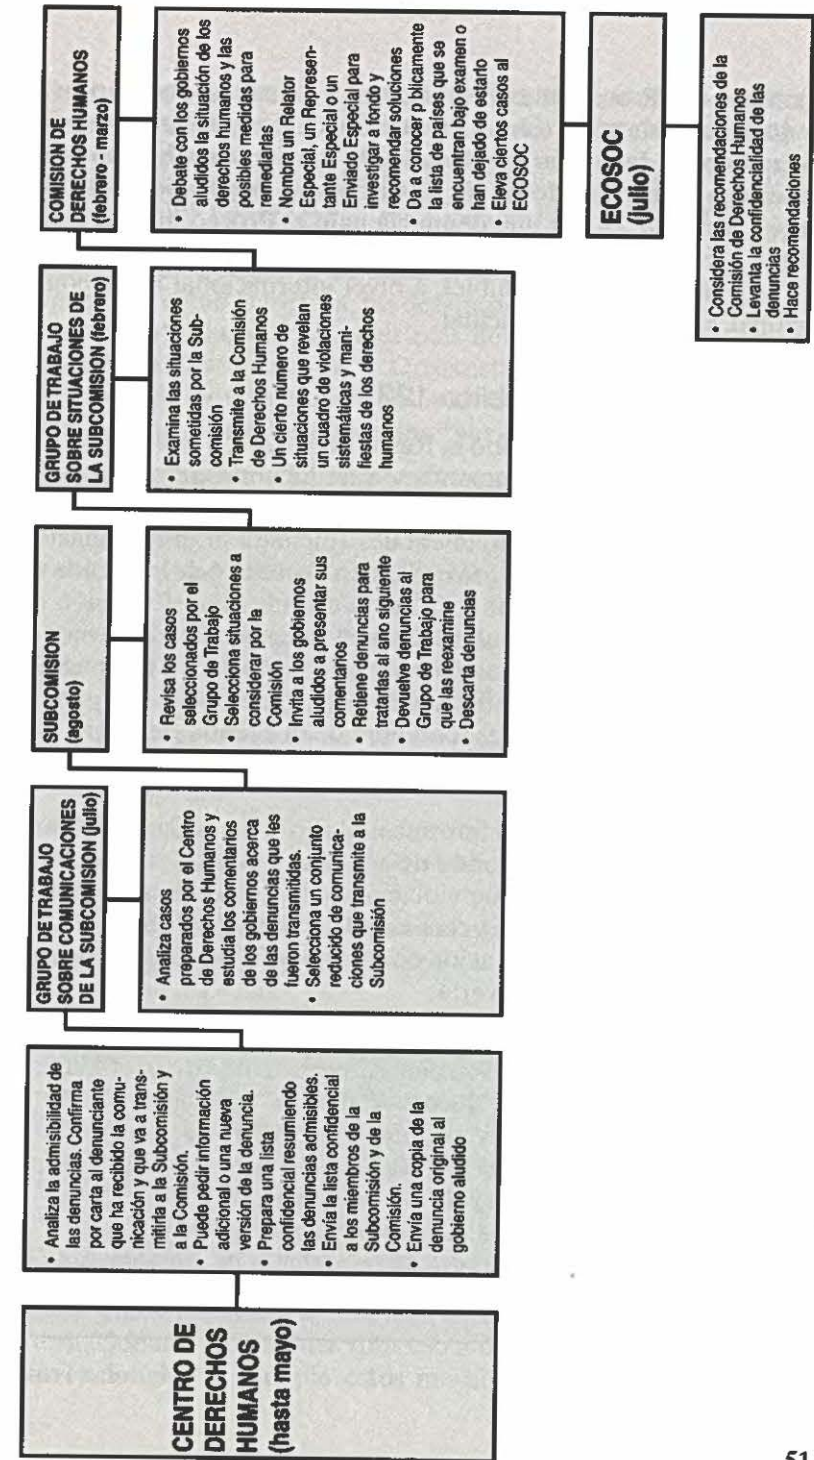 CENTRO DE
DERECHOS
HUMANOS
(hasta mayo)
• Analiza la admisibilidad de
las denuncias. Confirma
por carta al denunciante
que ha recibido la comu-
nicación y que va a trans-
mitirla a la Subcomisión y
a la Comisión.
• Puede pedir información
adicional o una nueva
versión de la denuncia.
• Prepara una lista
confidencial resumiendo
las denuncias admisibles.
• Envía la lista confidencial
a los miembros de la
Subcomisión y de la
Comisión.
• Envía una copia de la
denuncia original al
gobierno aludido
GRUPO DE TRABAJO
SOBRE COMUNICACIONES
DE LA SUBCOMISION (julio)
• Analiza casos
preparados por el Centro
de Derechos Humanos y
estudia los comentarios
de los gobiernos acerca
de las denuncias que les
fueron transmitidas.
• Selecciona un conjunto
reducido de comunica-
ciones que transmite a la
Subcomisión
SUBCOMISION
(agosto)
• Revisa los casos
seleccionados por el
Grupo de Trabajo
• Selecciona situaciones a
considerar por la
Comisión
• Invita a los gobiernos
aludidos a presentar sus
comentarios
• Retiene denuncias para
tratarlas al ano siguiente
• Devuelve denuncias al
Grupo de Trabajo para
que las reexamine
• Descarta denuncias
GRUPO DE TRABAJO
SOBRE SITUACIONES DE
LA SUBCOMISION (febrero)
• Examina las situaciones
sometidas por la Sub-
comisión
• Transmite a la Comisión
de Derechos Humanos
• Un cierto número de
situaciones que revelan
un cuadro de violaciones
sistemáticas y mani-
fiestas de los derechos
humanos
COMISION DE
DERECHOS HUMANOS
(febrero - marzo)
• Debate con los gobiernos
aludidos la situación de los
derechos humanos y las
posibles medidas para
remediarlas
• Nombra un Relator
Especial, un Represen-
tante Especial o un
Enviado Especial para
investigar a fondo y
recomendar soluciones
• Da a conocer p blicamente
la lista de países que se
encuentran bajo examen o
han dejado de estarlo
• Eleva ciertos casos al
ECOSOC
ECOSOC
(julio)
• Considera las recomendaciones de la
Comisión de Derechos Humanos
• Levanta la confidencialidad de las
denuncias
• Hace recomendaciones
51